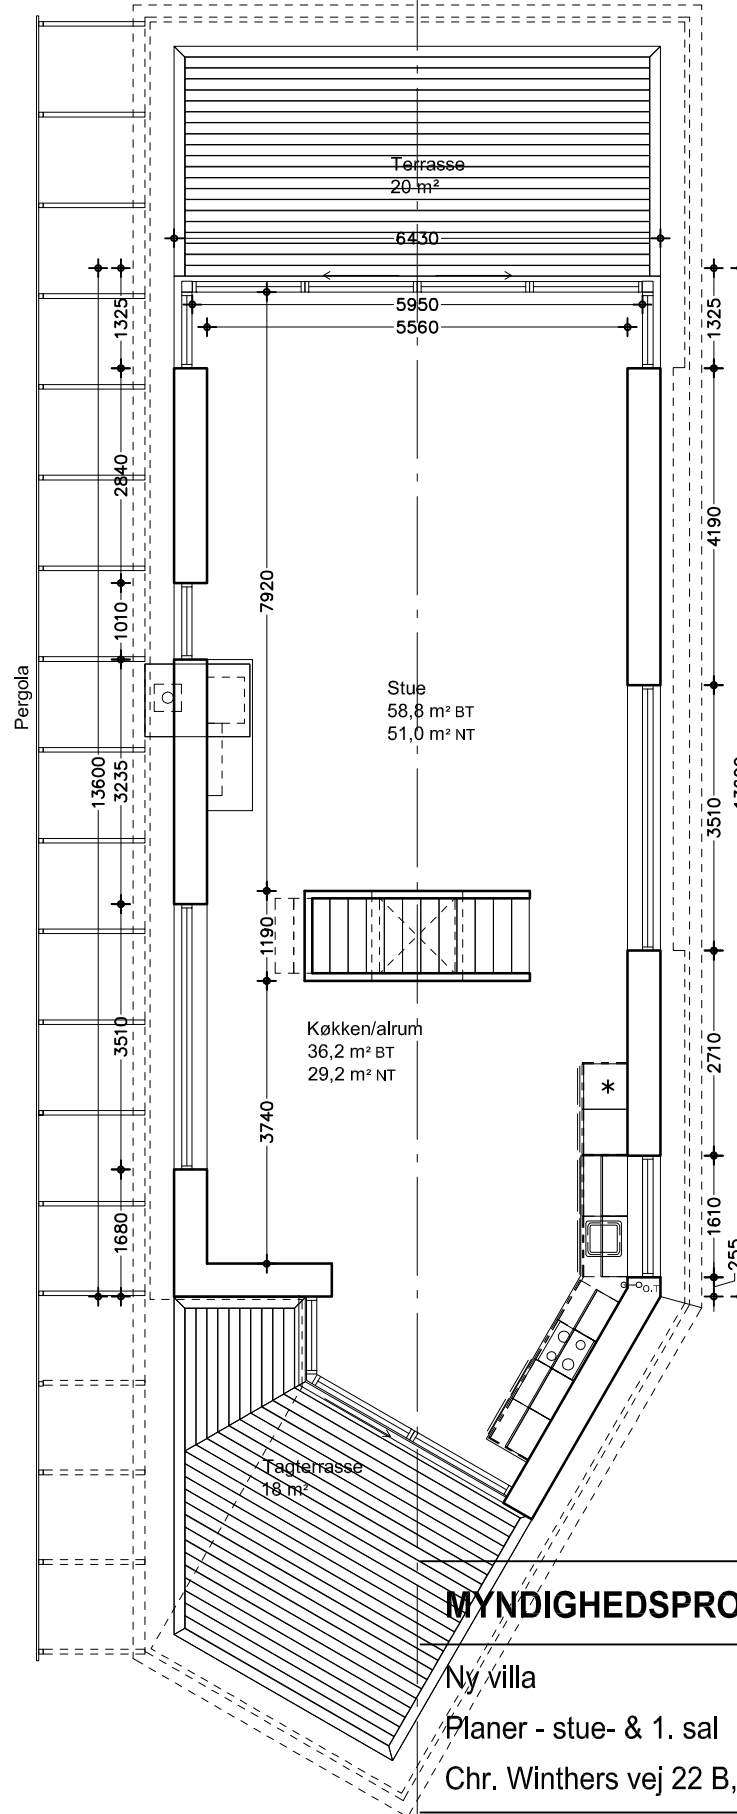 Terrasse
20 m²
6430
5950
5560
1325
1325
2840
4190
7920
1010
Pergola
Stue
58,8 m² BT
51,0 m² NT
13600
3235
3510
1190
Køkken/alrum
36,2 m² BT
29,2 m² NT
3510
2710
3740
*
1680
1610
255
O.T
Tagterrasse
18 m²
MYNDIGHEDSPRO
Ny villa
Planer - stue- & 1. sal
Chr. Winthers vej 22 B,